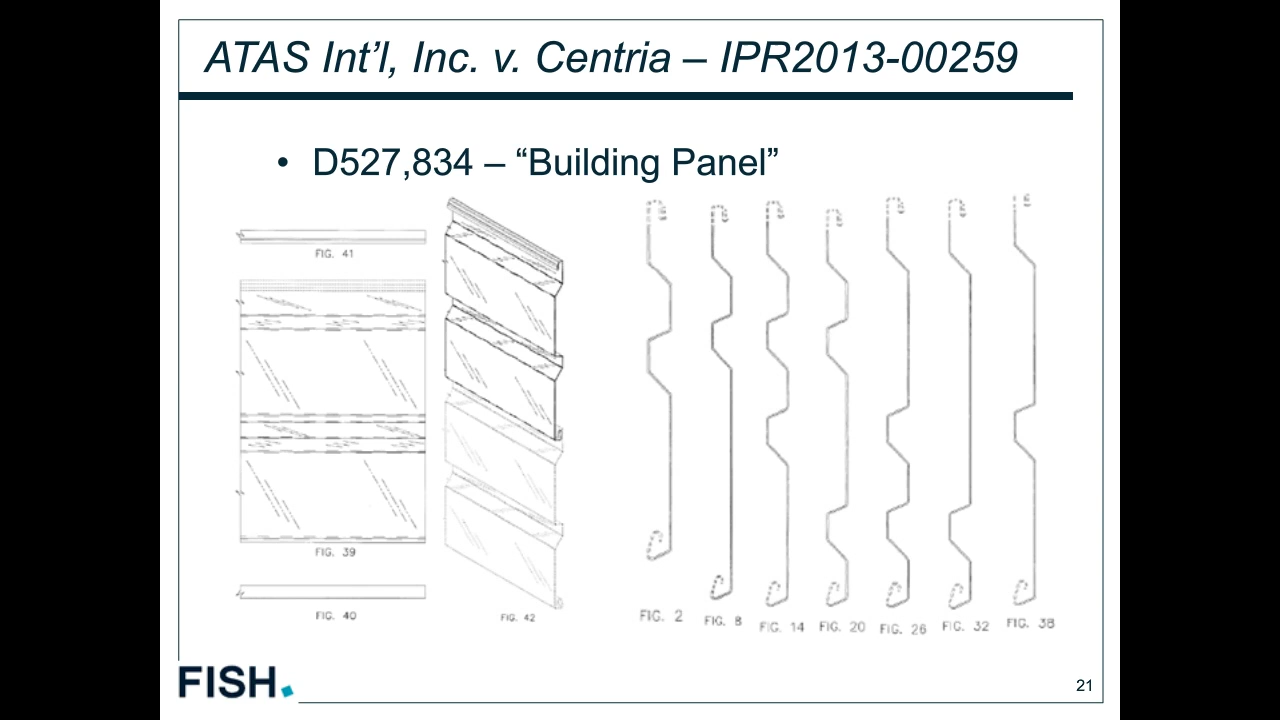 ATAS Int’l, Inc. v. Centria – IPR2013-00259
• D527,834 – “Building Panel”
FIG. 41
FIG. 39
FIG. 40
FIG. 42
FIG. 2
FIG. 8
FIG. 14
FIG. 20
FIG. 26
FIG. 32
FIG. 38
FISH.
21